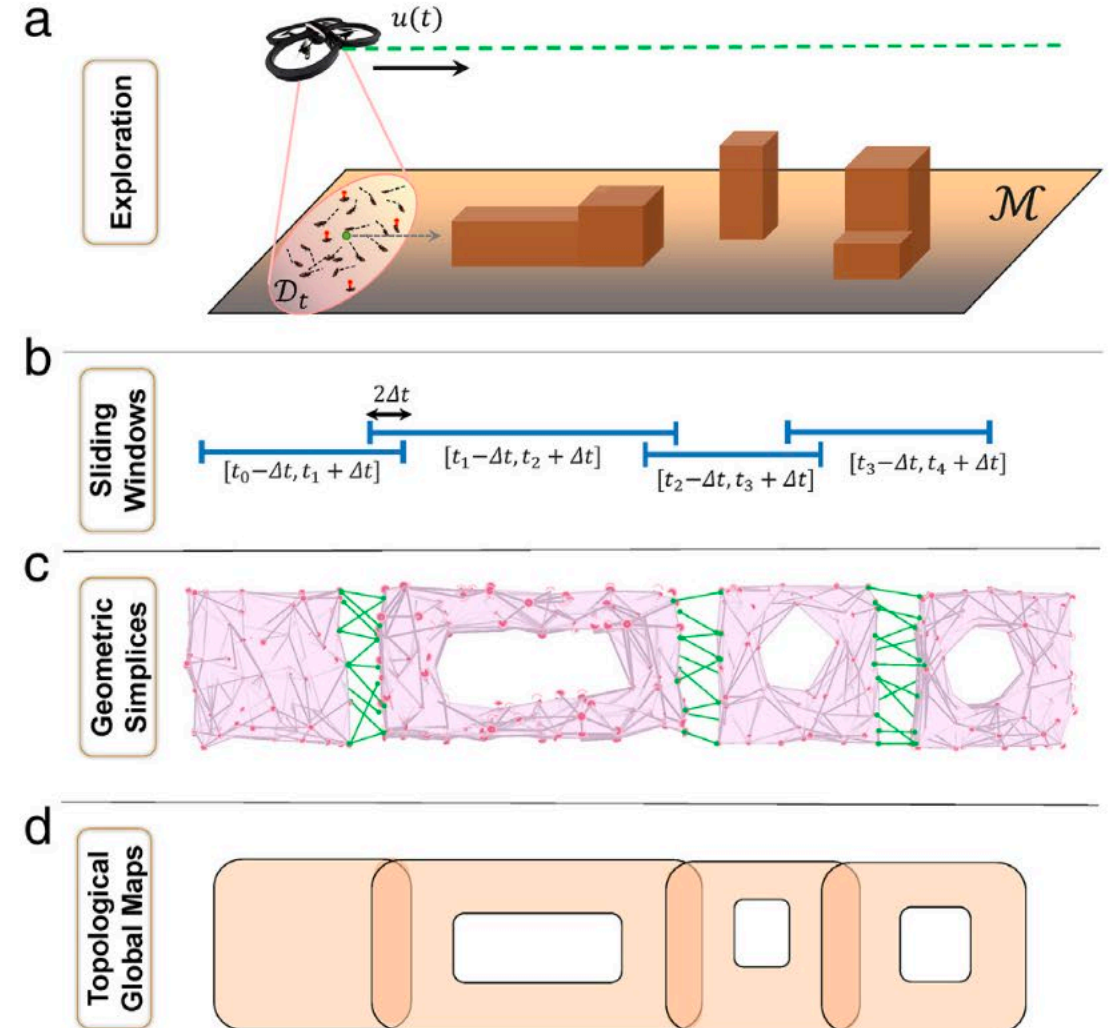 a
Exploration
u(t)
ℳ
𝒟ₜ
b
Sliding
Windows
2Δt
[t₀−Δt, t₁ + Δt]
[t₁−Δt, t₂ + Δt]
[t₂−Δt, t₃ + Δt]
[t₃−Δt, t₄ + Δt]
c
Geometric
Simplices
d
Topological
Global Maps